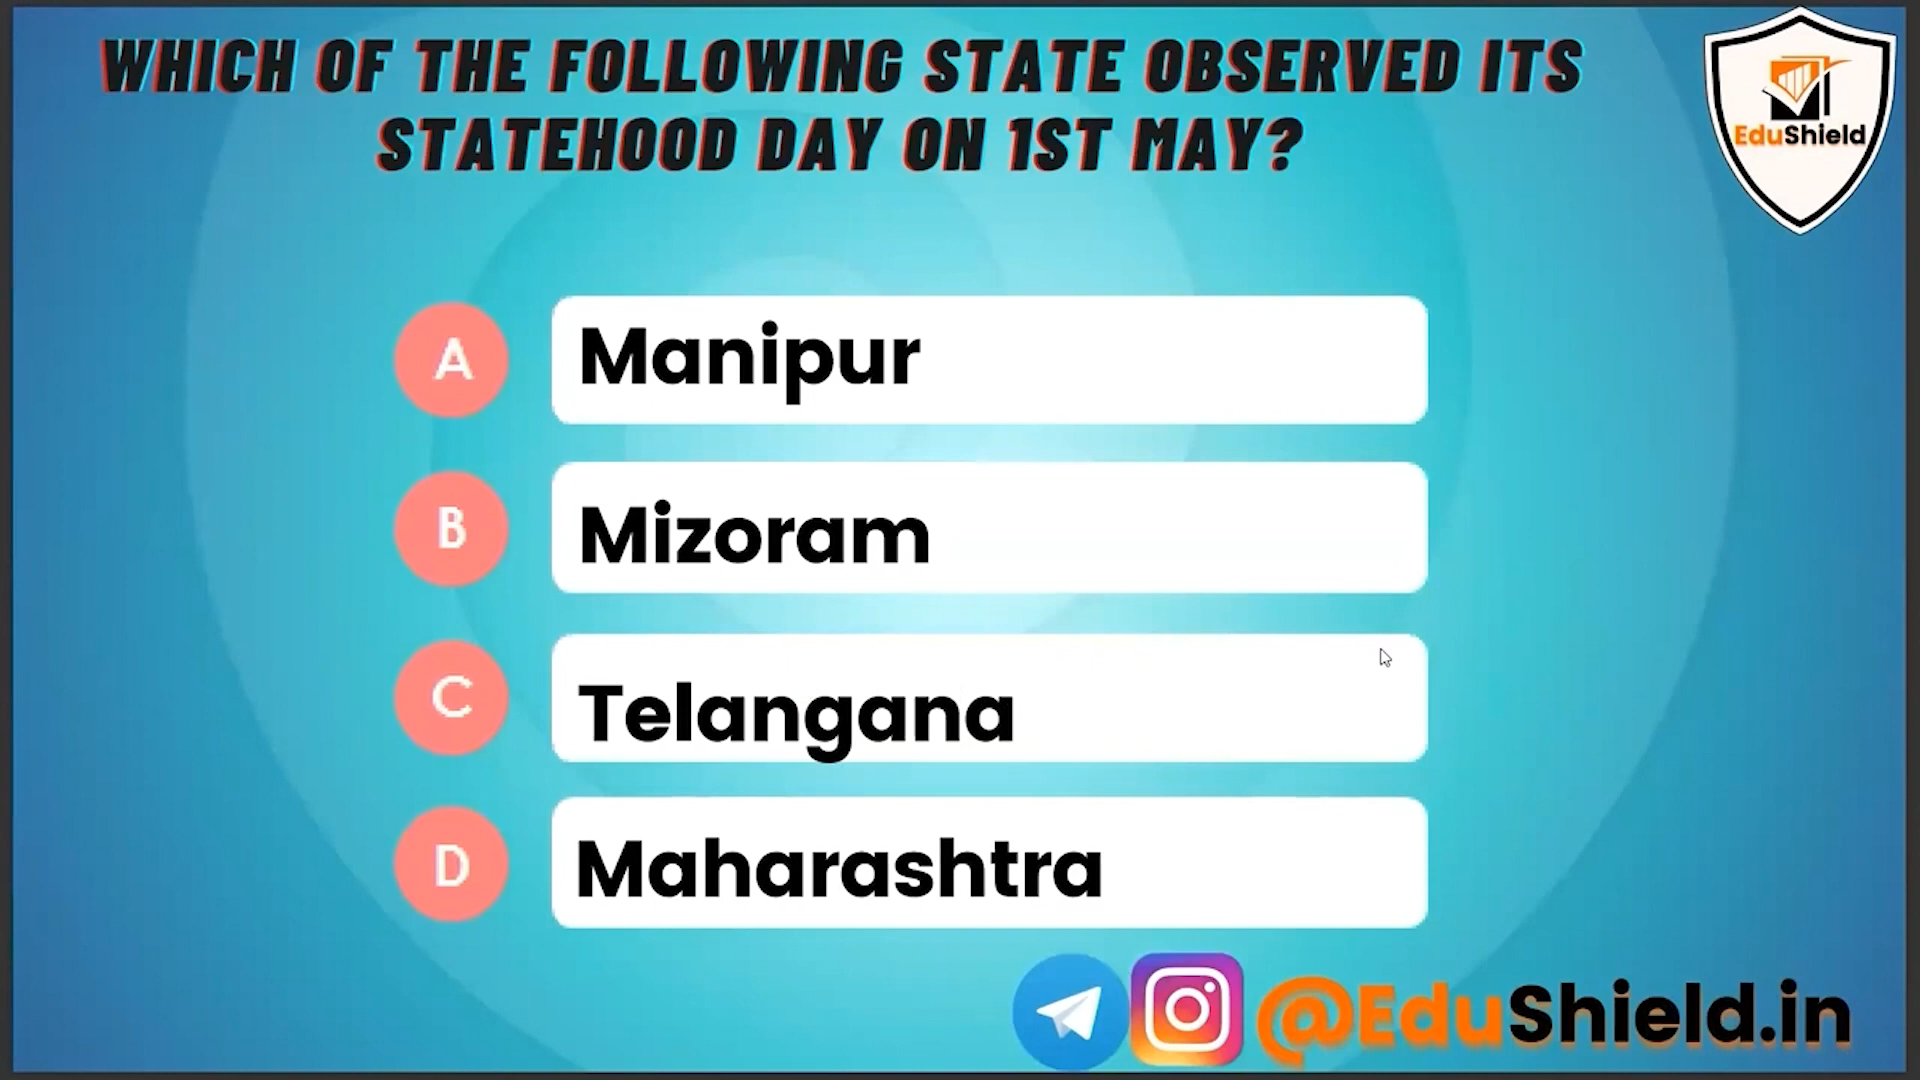 WHICH OF THE FOLLOWING STATE OBSERVED ITS
STATEHOOD DAY ON 1ST MAY?
EduShield
A
Manipur
B
Mizoram
C
Telangana
D
Maharashtra
@EduShield.in